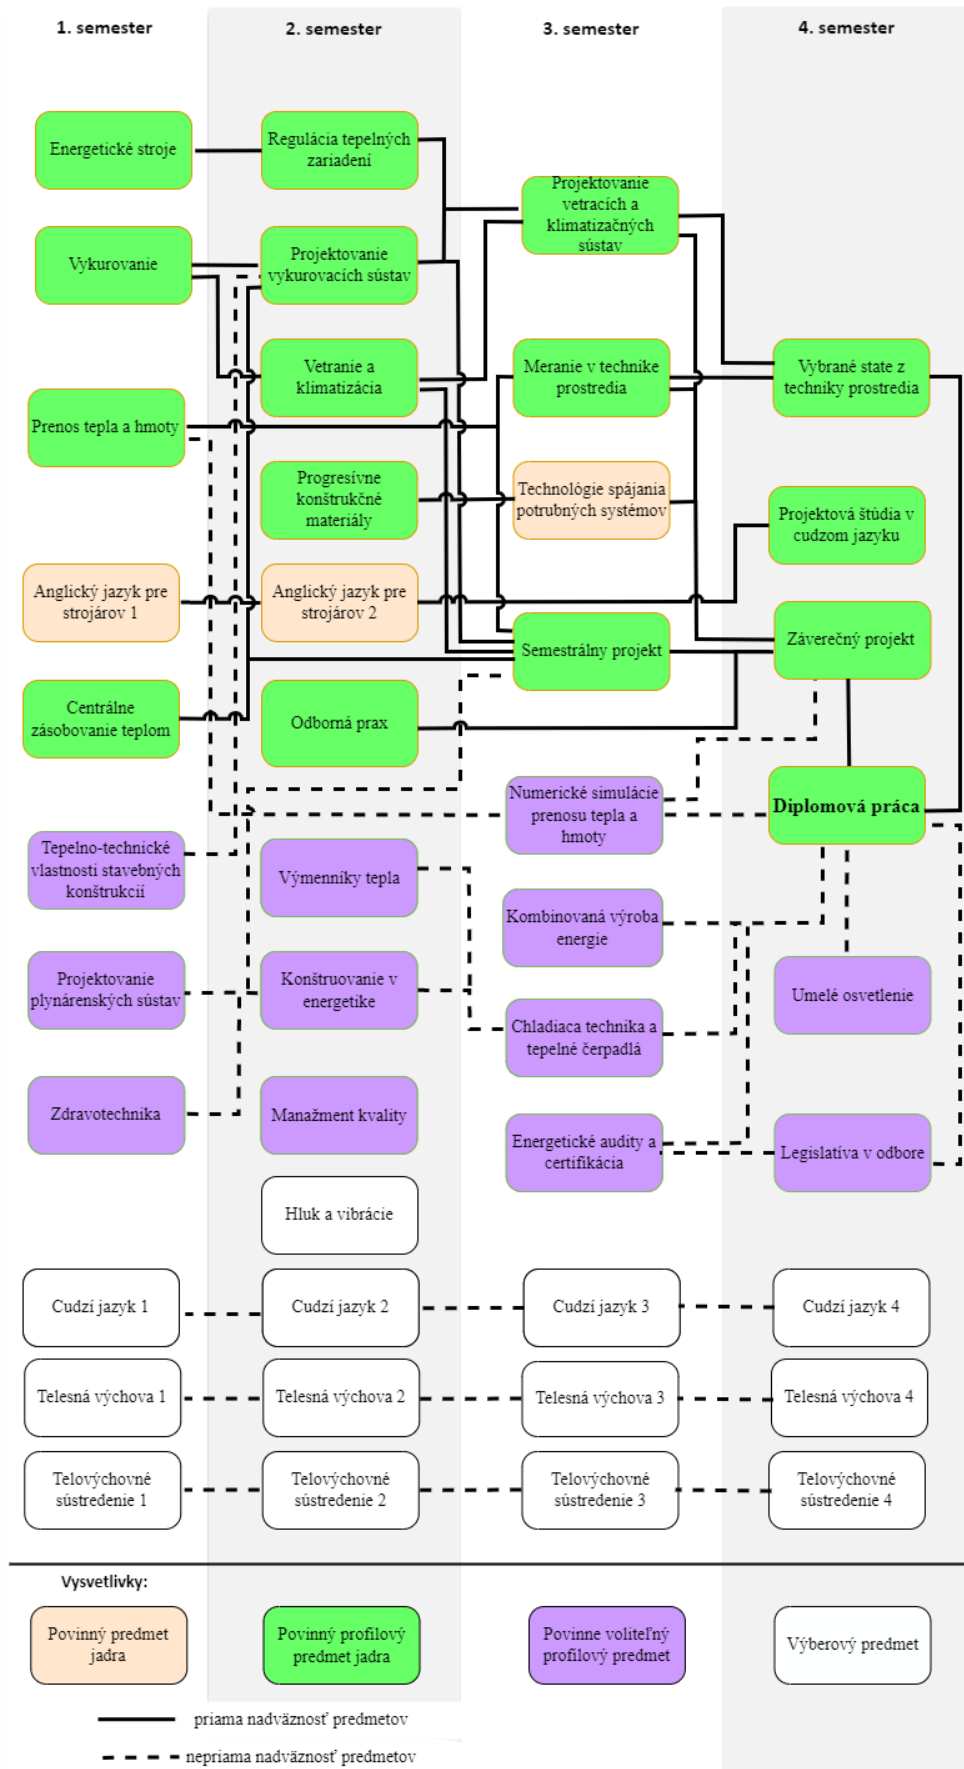 1. semester
2. semester
3. semester
4. semester
Energetické stroje
Regulácia tepelných
zariadení
Projektovanie
vetracích a
klimatizačných
sústav
Vykurovanie
Projektovanie
vykurovacích sústav
Vetranie a
klimatizácia
Meranie v technike
prostredia
Vybrané state z
techniky prostredia
Prenos tepla a hmoty
Progresívne
konštrukčné
materiály
Technológie spájania
potrubných systémov
Projektová štúdia v
cudzom jazyku
Anglický jazyk pre
strojárov 1
Anglický jazyk pre
strojárov 2
Semestrálny projekt
Záverečný projekt
Centrálne
zásobovanie teplom
Odborná prax
Numerické simulácie
prenosu tepla a
hmoty
Diplomová práca
Tepelno-technické
vlastnosti stavebných
konštrukcií
Výmenníky tepla
Kombinovaná výroba
energie
Projektovanie
plynárenských sústav
Konštruovanie v
energetike
Chladiaca technika a
tepelné čerpadlá
Umelé osvetlenie
Zdravotechnika
Manažment kvality
Energetické audity a
certifikácia
Legislatíva v odbore
Hluk a vibrácie
Cudzí jazyk 1
Cudzí jazyk 2
Cudzí jazyk 3
Cudzí jazyk 4
Telesná výchova 1
Telesná výchova 2
Telesná výchova 3
Telesná výchova 4
Telovýchovné
sústredenie 1
Telovýchovné
sústredenie 2
Telovýchovné
sústredenie 3
Telovýchovné
sústredenie 4
Vysvetlivky:
Povinný predmet
jadra
Povinný profilový
predmet jadra
Povinne voliteľný
profilový predmet
Výberový predmet
priama nadväznosť predmetov
nepriama nadväznosť predmetov